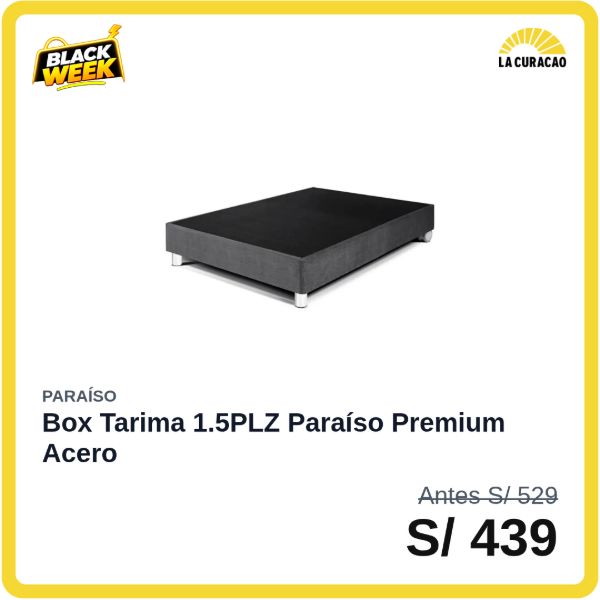 BLACK
WEEK
LA CURACAO
PARAÍSO
Box Tarima 1.5PLZ Paraíso Premium
Acero
Antes S/ 529
S/ 439